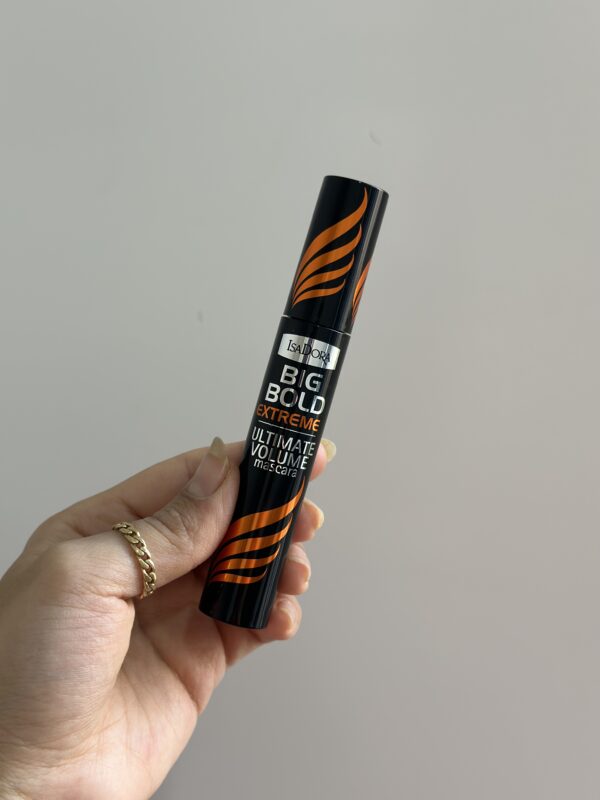 IsaDora
BIG
BOLD
EXTREME
ULTIMATE
VOLUME
mascara